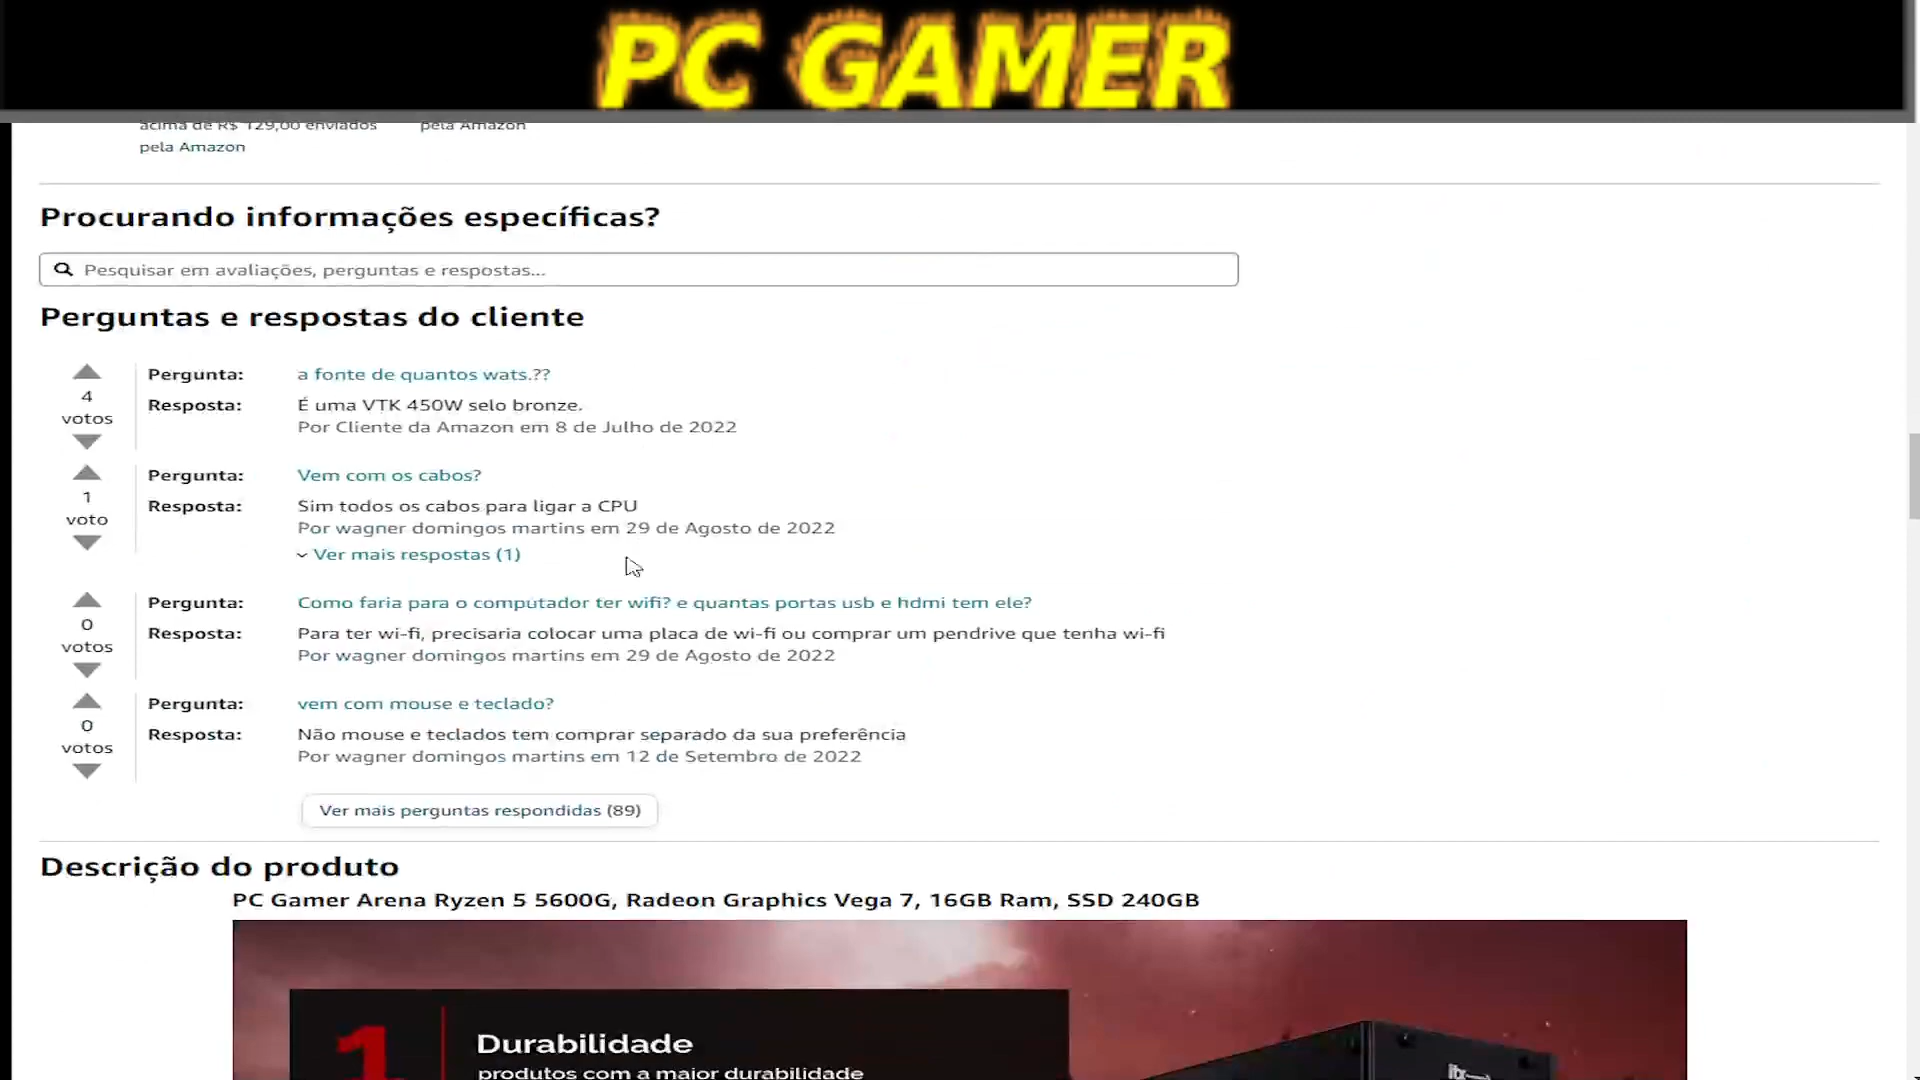 PC GAMER
acima de R$ 129,00 enviados
pela Amazon
pela Amazon
Procurando informações específicas?
Pesquisar em avaliações, perguntas e respostas...
Perguntas e respostas do cliente
4
votos
Pergunta: a fonte de quantos wats.??
Resposta: É uma VTK 450W selo bronze.
Por Cliente da Amazon em 8 de Julho de 2022
1
voto
Pergunta: Vem com os cabos?
Resposta: Sim todos os cabos para ligar a CPU
Por wagner domingos martins em 29 de Agosto de 2022
Ver mais respostas (1)
0
votos
Pergunta: Como faria para o computador ter wifi? e quantas portas usb e hdmi tem ele?
Resposta: Para ter wi-fi, precisaria colocar uma placa de wi-fi ou comprar um pendrive que tenha wi-fi
Por wagner domingos martins em 29 de Agosto de 2022
0
votos
Pergunta: vem com mouse e teclado?
Resposta: Não mouse e teclados tem comprar separado da sua preferência
Por wagner domingos martins em 12 de Setembro de 2022
Ver mais perguntas respondidas (89)
Descrição do produto
PC Gamer Arena Ryzen 5 5600G, Radeon Graphics Vega 7, 16GB Ram, SSD 240GB
1
Durabilidade
produtos com a maior durabilidade